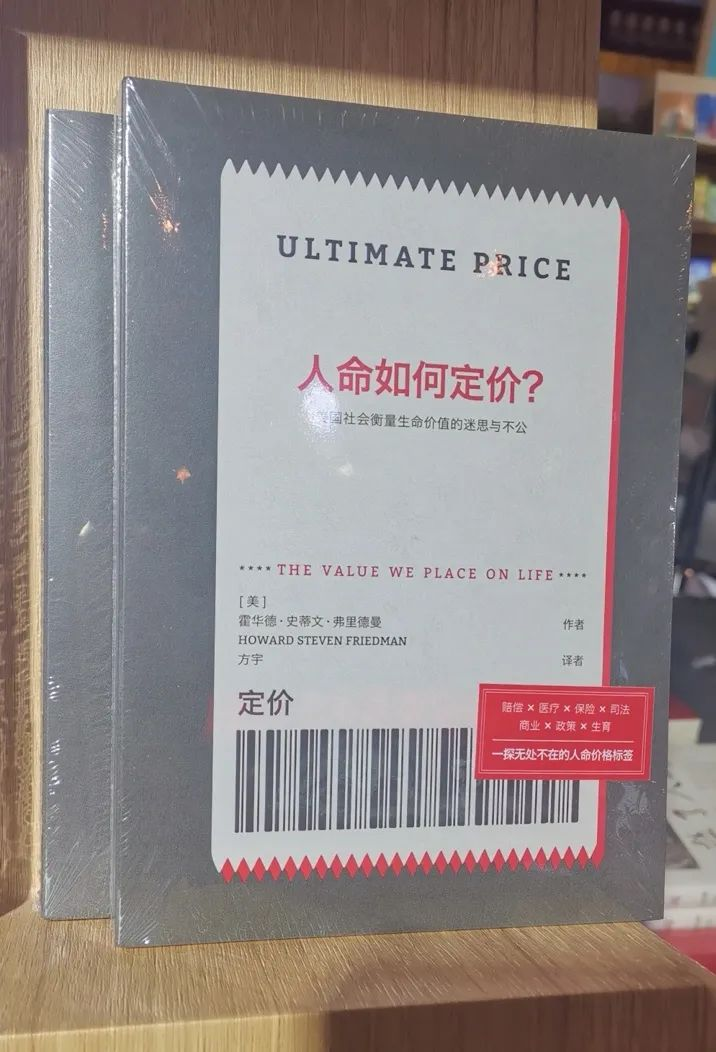 ULTIMATE PRICE
人命如何定价?
美国社会衡量生命价值的迷思与不公
****THE VALUE WE PLACE ON LIFE****
[美]
霍华德·史蒂文·弗里德曼 作者
HOWARD STEVEN FRIEDMAN
方宇 译者
定价
赔偿×医疗×保险×司法
商业×政策×生育
一探无处不在的人命价格标签